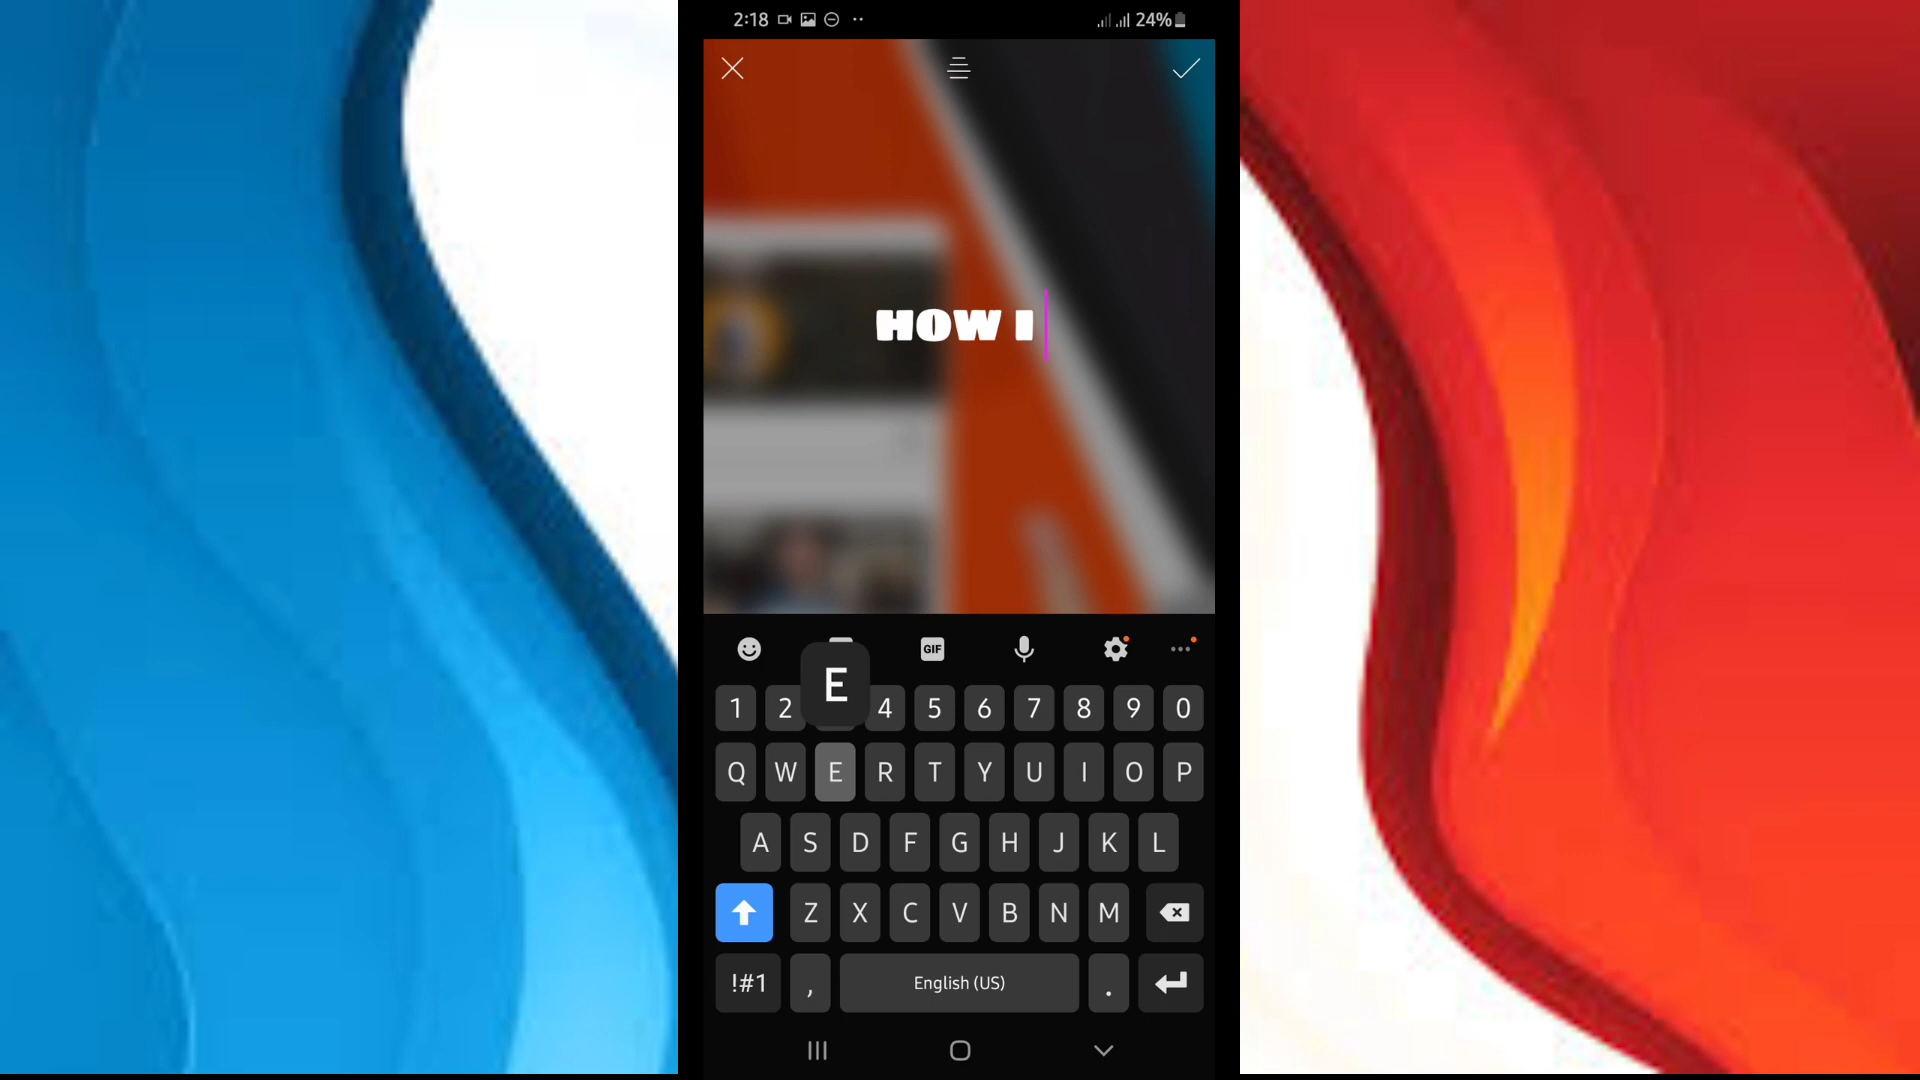 2:18 24%
HOW I
GIF
E
1 2 4 5 6 7 8 9 0
Q W E R T Y U I O P
A S D F G H J K L
Z X C V B N M
!#1 , English (US) .